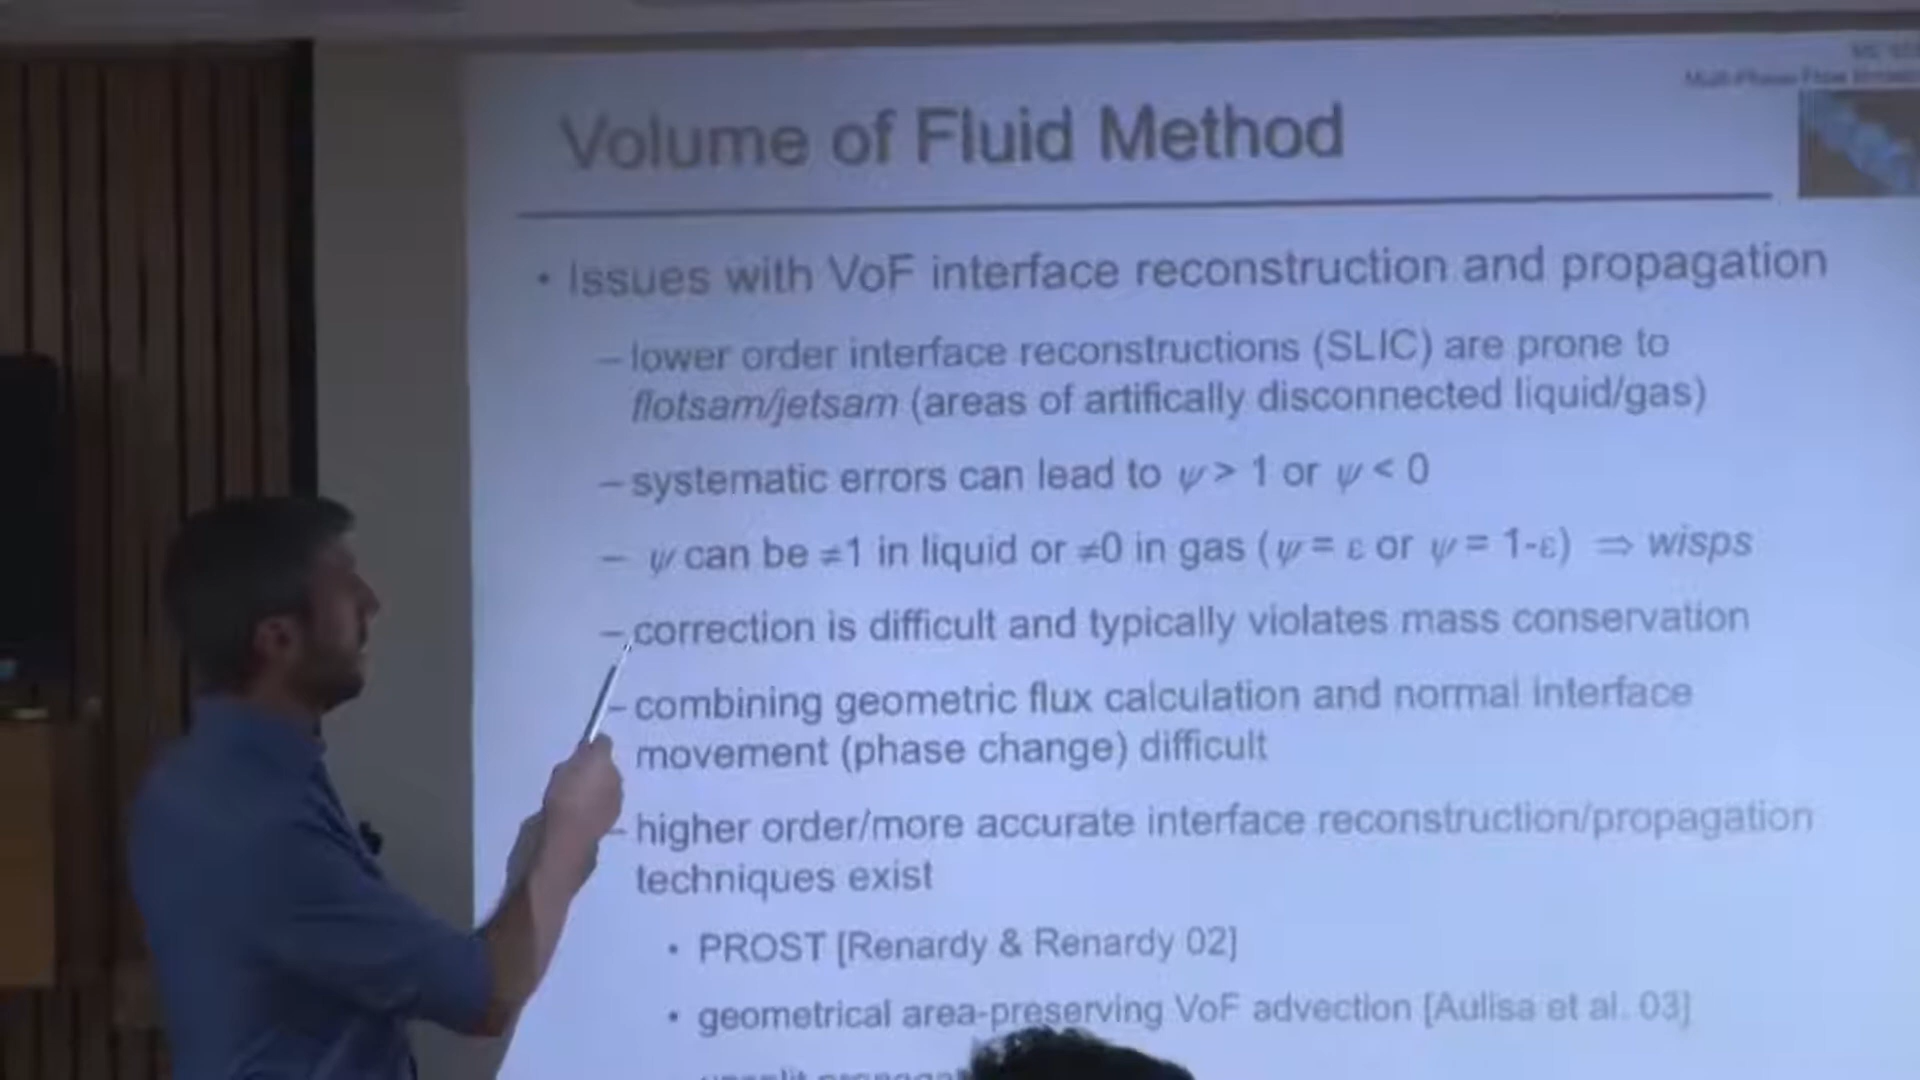 Multi-Phase Flow
Volume of Fluid Method
• Issues with VoF interface reconstruction and propagation
– lower order interface reconstructions (SLIC) are prone to
flotsam/jetsam (areas of artifically disconnected liquid/gas)
– systematic errors can lead to ψ > 1 or ψ < 0
– ψ can be ≠1 in liquid or ≠0 in gas (ψ = ε or ψ = 1-ε) ⇒ wisps
– correction is difficult and typically violates mass conservation
– combining geometric flux calculation and normal interface
movement (phase change) difficult
– higher order/more accurate interface reconstruction/propagation
techniques exist
• PROST [Renardy & Renardy 02]
• geometrical area-preserving VoF advection [Aulisa et al. 03]